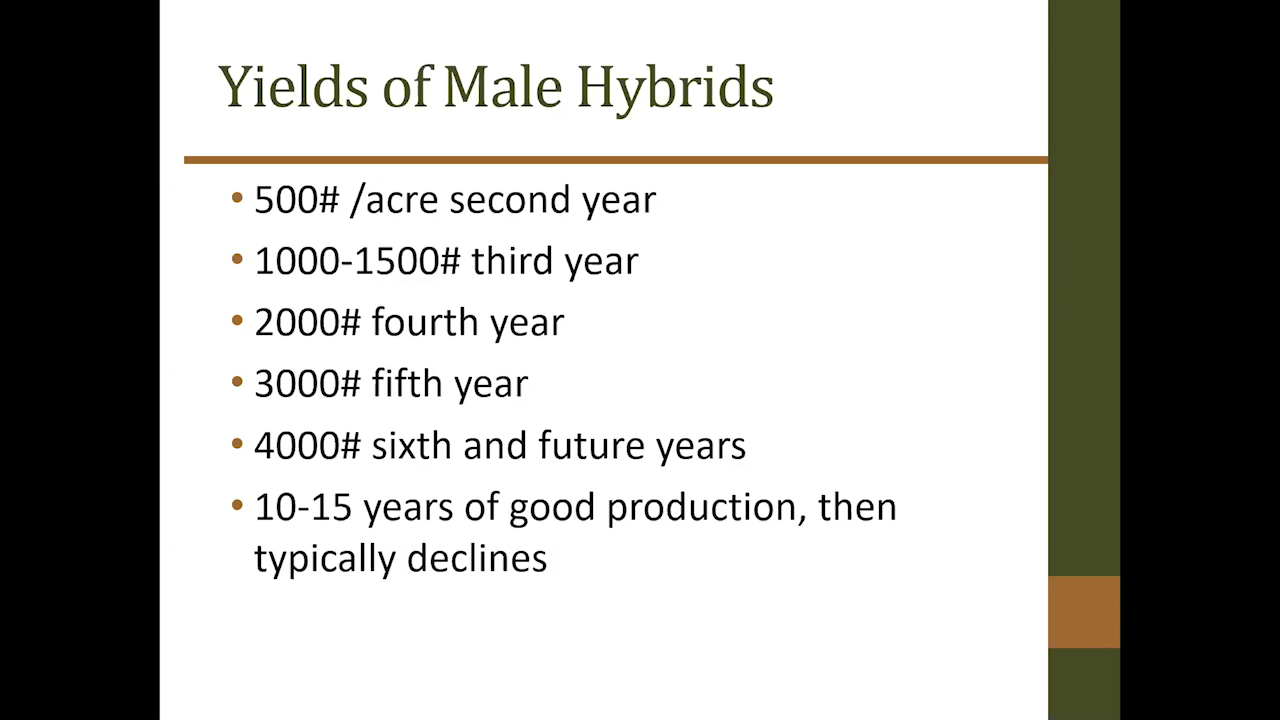 Yields of Male Hybrids
• 500# /acre second year
• 1000-1500# third year
• 2000# fourth year
• 3000# fifth year
• 4000# sixth and future years
• 10-15 years of good production, then
typically declines